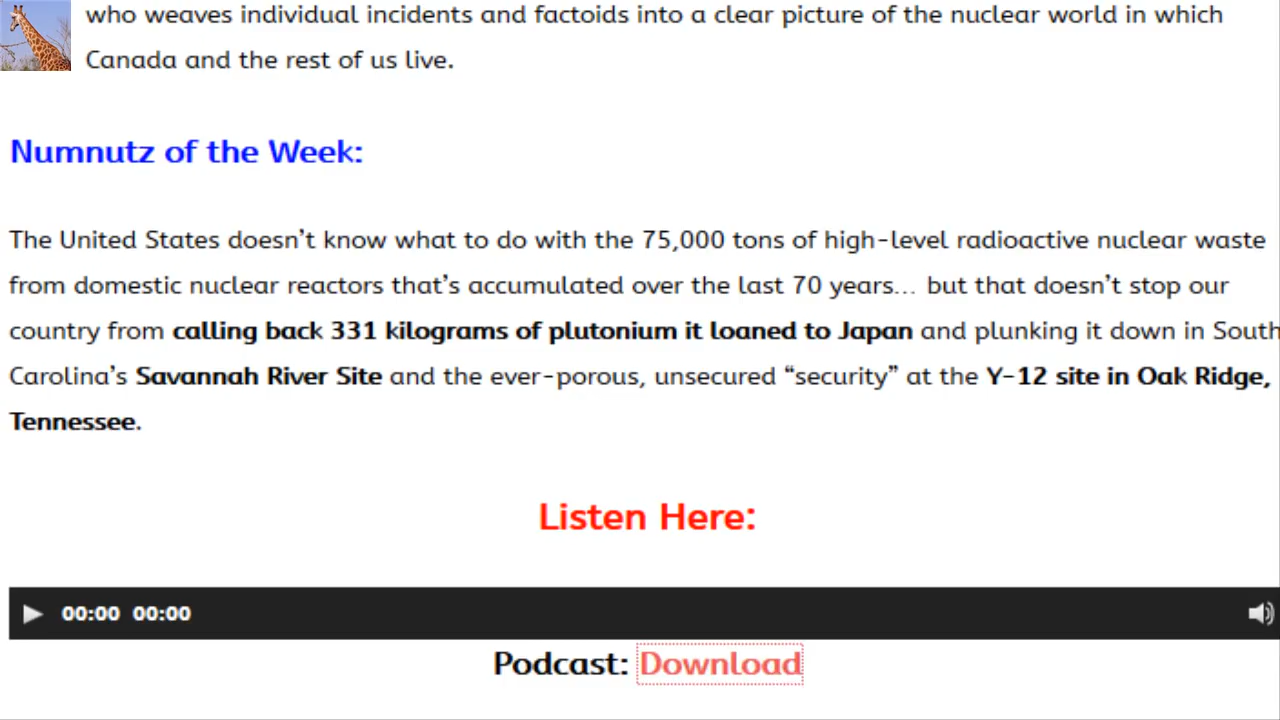 who weaves individual incidents and factoids into a clear picture of the nuclear world in which
Canada and the rest of us live.
Numnutz of the Week:
The United States doesn’t know what to do with the 75,000 tons of high-level radioactive nuclear waste
from domestic nuclear reactors that’s accumulated over the last 70 years… but that doesn’t stop our
country from calling back 331 kilograms of plutonium it loaned to Japan and plunking it down in South
Carolina’s Savannah River Site and the ever-porous, unsecured “security” at the Y-12 site in Oak Ridge,
Tennessee.
Listen Here:
00:00 00:00
Podcast: Download